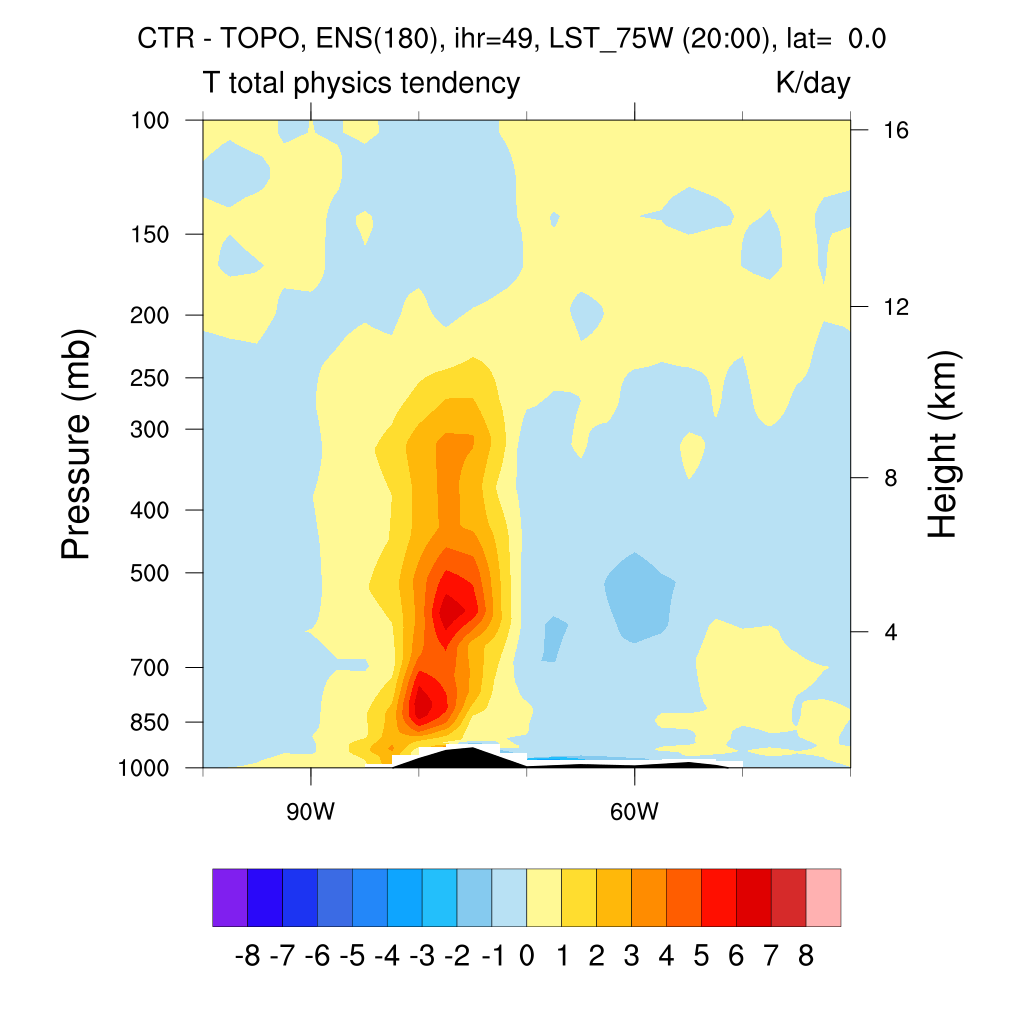 CTR - TOPO, ENS(180), ihr=49, LST_75W (20:00), lat=  0.0
T total physics tendency K/day
100
150
200
250
300
400
500
700
850
1000
Pressure (mb)
16
12
8
4
Height (km)
90W 60W
-8 -7 -6 -5 -4 -3 -2 -1 0 1 2 3 4 5 6 7 8